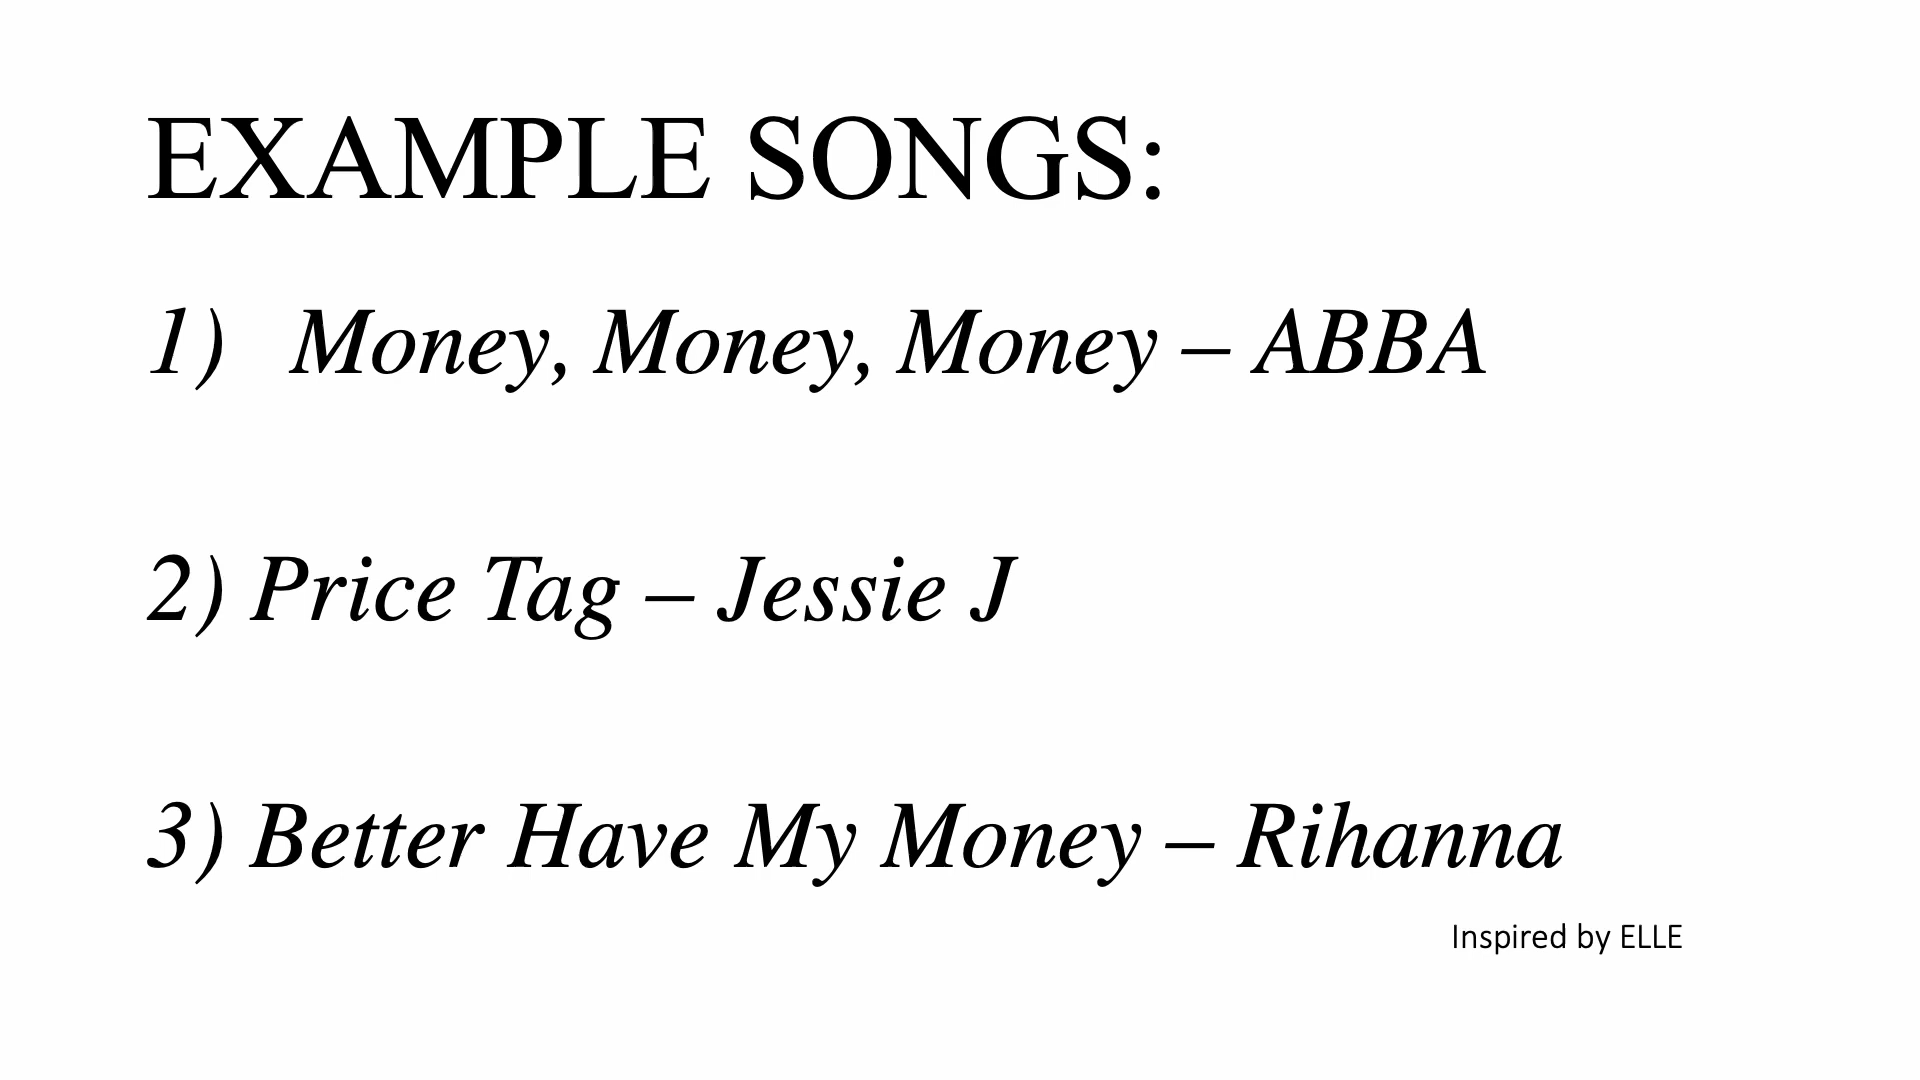 EXAMPLE SONGS:
1) Money, Money, Money – ABBA
2) Price Tag – Jessie J
3) Better Have My Money – Rihanna
Inspired by ELLE